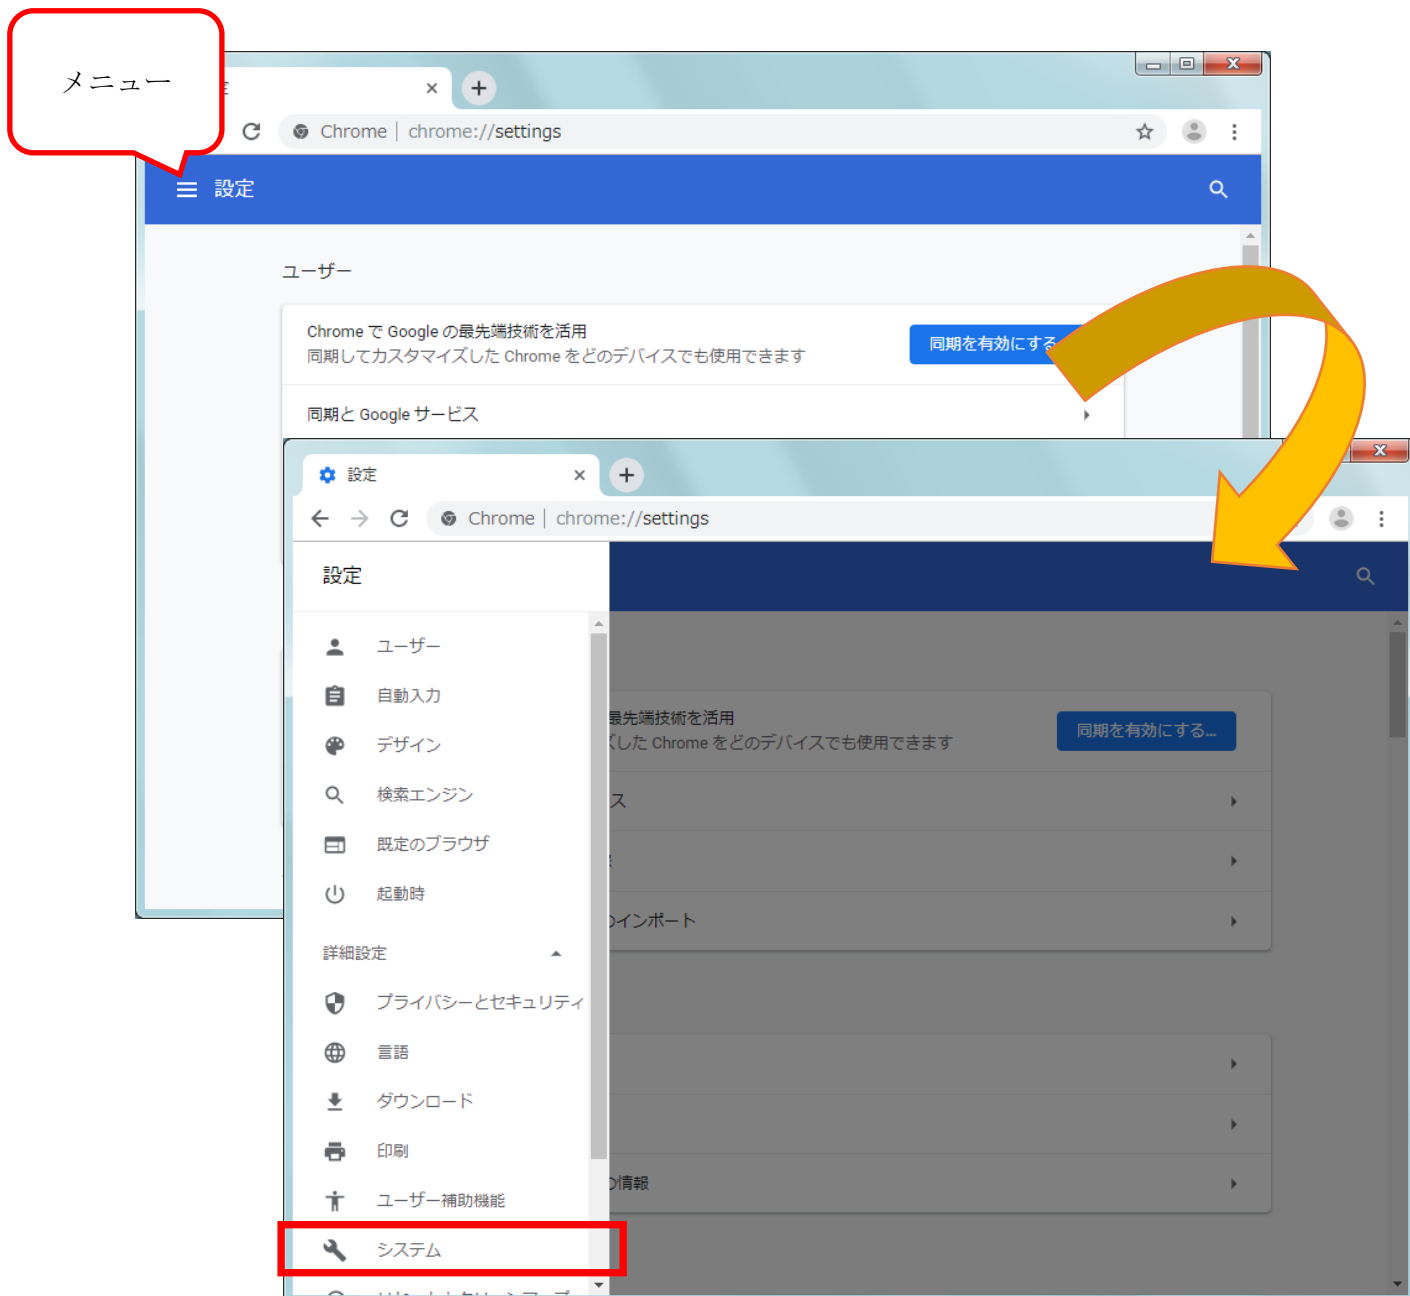 メニュー
Chrome | chrome://settings
設定
ユーザー
Chrome で Google の最先端技術を活用
同期してカスタマイズした Chrome をどのデバイスでも使用できます
同期を有効にする
同期と Google サービス
設定
Chrome | chrome://settings
設定
ユーザー
自動入力
デザイン
検索エンジン
既定のブラウザ
起動時
詳細設定
プライバシーとセキュリティ
言語
ダウンロード
印刷
ユーザー補助機能
システム
最先端技術を活用
した Chrome をどのデバイスでも使用できます
同期を有効にする...
ス
のインポート
の情報